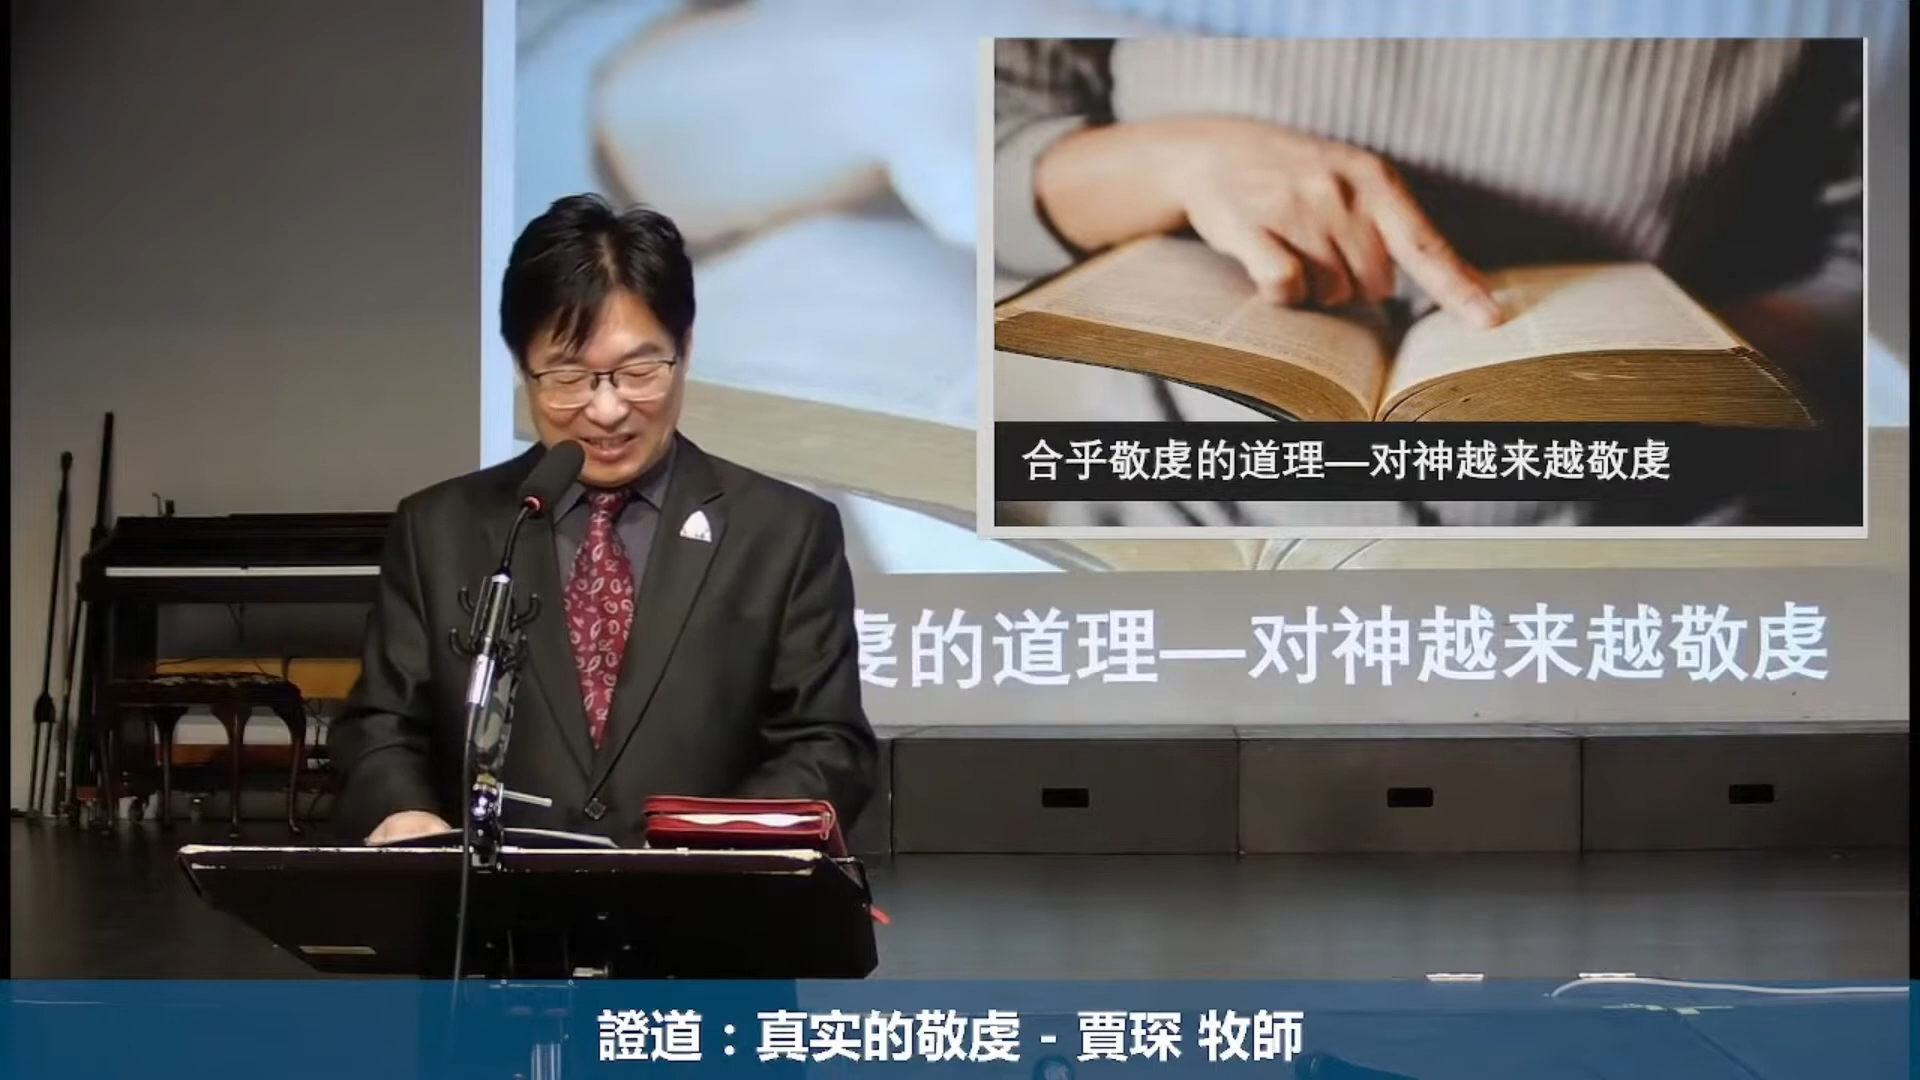 合乎敬虔的道理—对神越来越敬虔
的道理—对神越来越敬虔
證道：真实的敬虔 - 賈琛 牧師